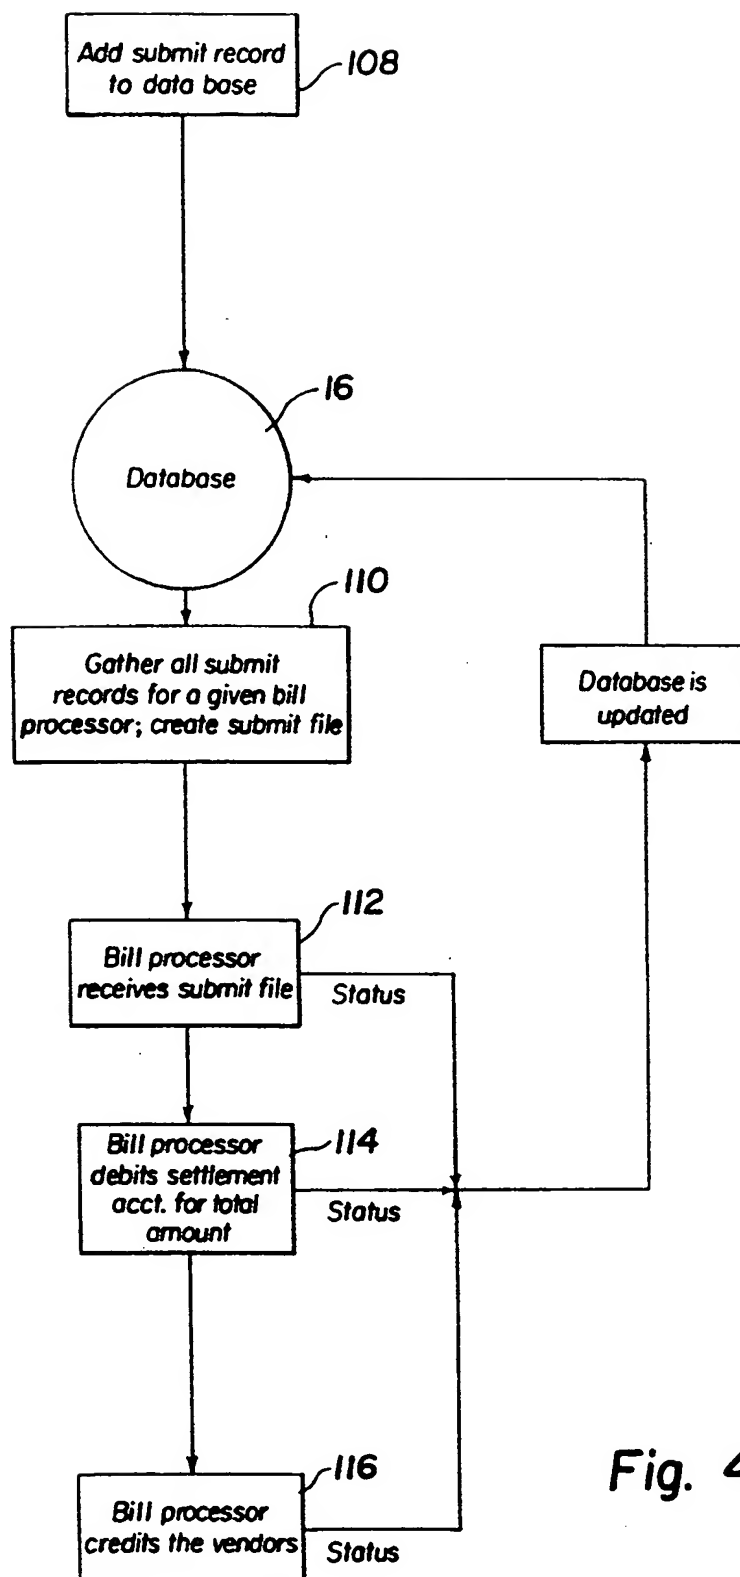 Add submit record
to data base
108
16
Database
110
Gather all submit
records for a given bill
processor; create submit file
Database is
updated
112
Bill processor
receives submit file
Status
114
Bill processor
debits settlement
acct. for total
amount
Status
116
Bill processor
credits the vendors
Status
Fig. 4